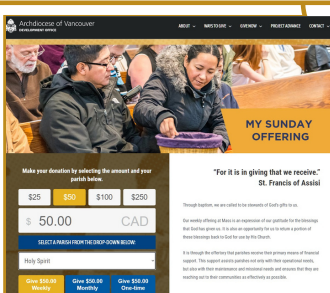 Archdiocese of Vancouver
DEVELOPMENT OFFICE
ABOUT
WAYS TO GIVE
GIVE NOW
PROJECT ADVANCE
CONTACT
MY SUNDAY
OFFERING
Make your donation by selecting the amount and your
parish below.
$25
$50
$100
$250
$ 50.00 CAD
SELECT A PARISH FROM THE DROP-DOWN BELOW:
Holy Spirit
Give $50.00
Weekly
Give $50.00
Monthly
Give $50.00
One-time
"For it is in giving that we receive."
St. Francis of Assisi
Through baptism, we are called to be stewards of God's gifts to us.
Our weekly offering at Mass is an expression of our gratitude for the blessings
that God has given us. It is also an opportunity for us to return a portion of
these blessings back to God for use by His Church.
It is through the offertory that parishes receive their primary means of financial
support. This support assists parishes not only with their operational needs,
but also with their maintenance and missional needs and ensures that they are
reaching out to their communities as effectively as possible.